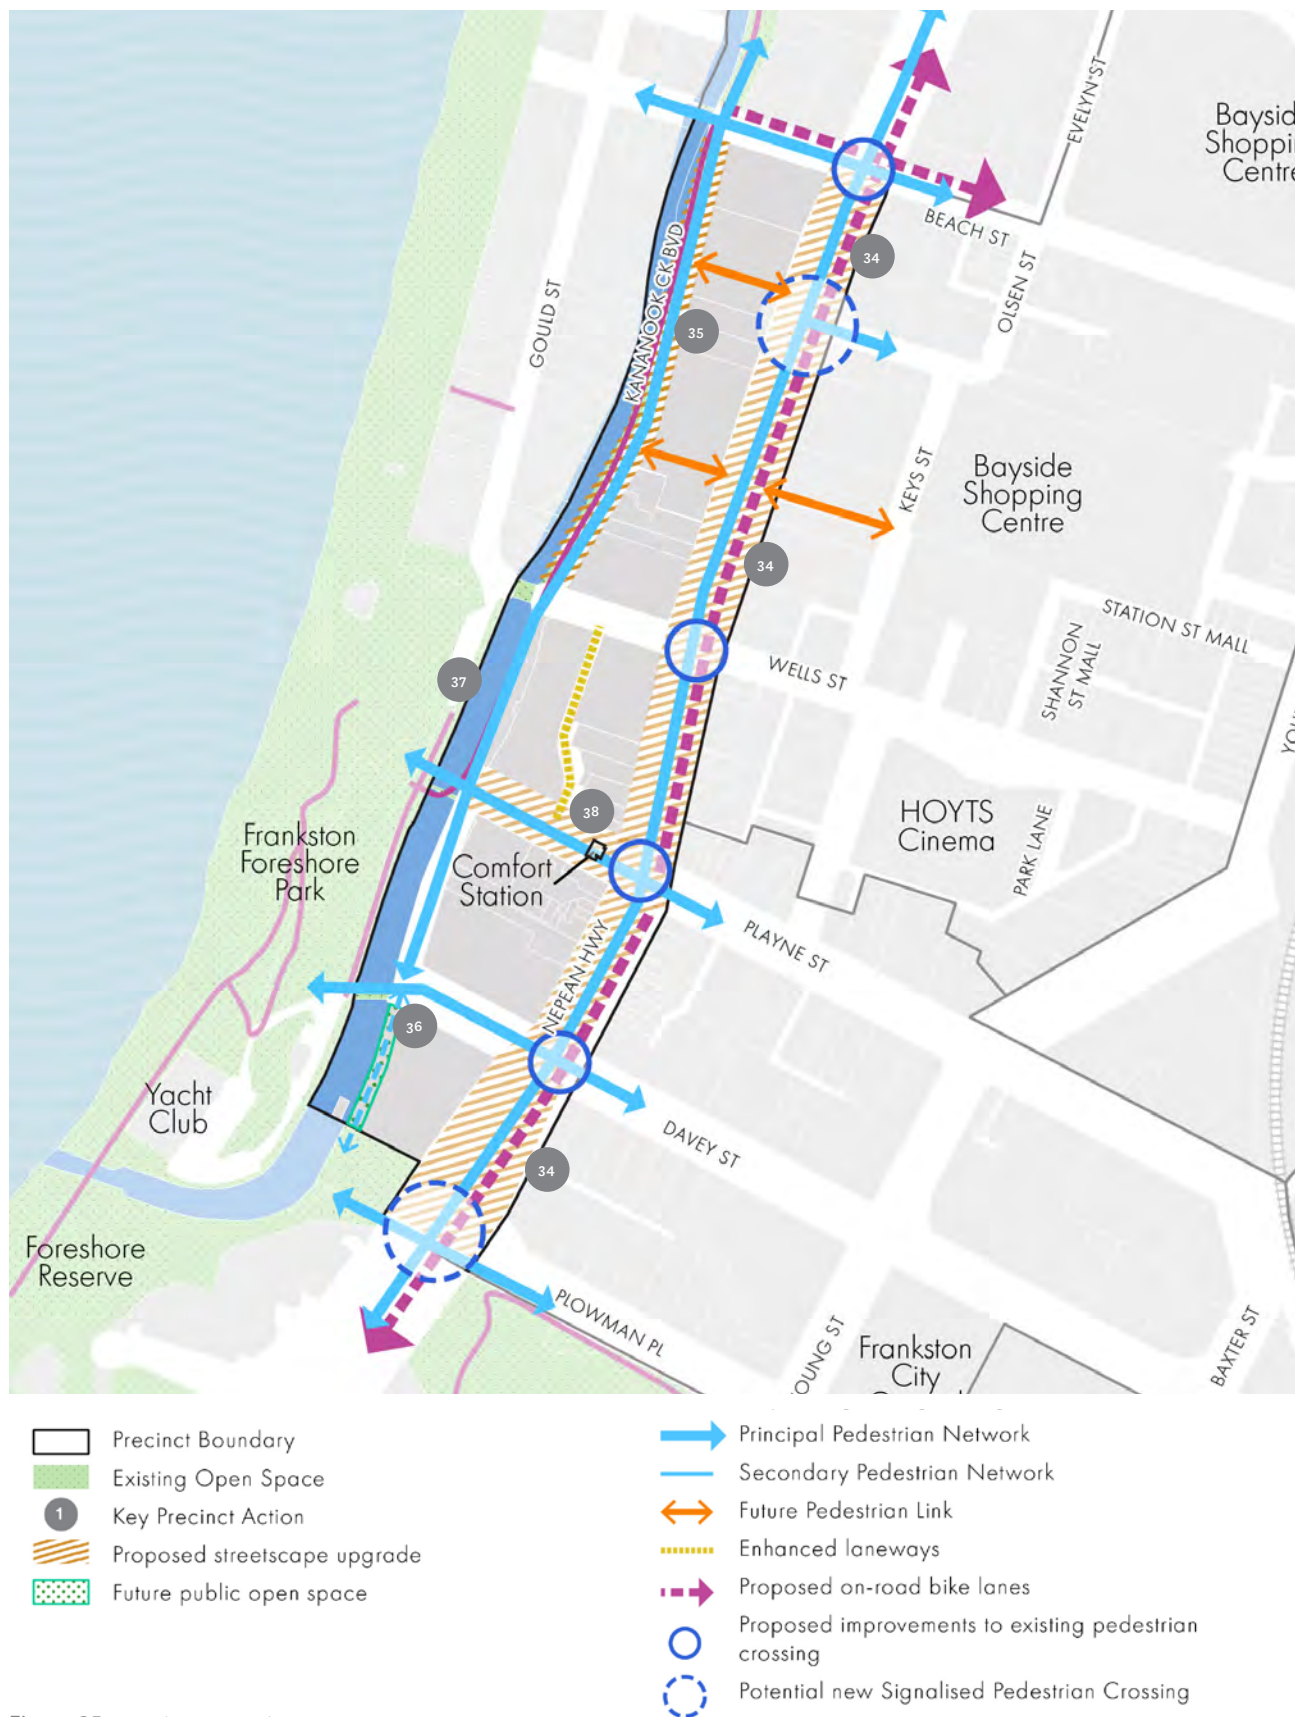 EVELYN ST
Baysid
Shoppi
Centre
BEACH ST
34
OLSEN ST
KANANOOK CK BVD
GOULD ST
35
KEYS ST
Bayside
Shopping
Centre
34
STATION ST MALL
SHANNON
ST MALL
WELLS ST
37
YOU
HOYTS
Cinema
PARK LANE
38
Frankston
Foreshore
Park
Comfort
Station
PLAYNE ST
NEPEAN HWY
36
Yacht
Club
DAVEY ST
34
Foreshore
Reserve
PLOWMAN PL
OUNG ST
Frankston
City
BAXTER ST
Precinct Boundary
Existing Open Space
1
Key Precinct Action
Proposed streetscape upgrade
Future public open space
Principal Pedestrian Network
Secondary Pedestrian Network
Future Pedestrian Link
Enhanced laneways
Proposed on-road bike lanes
Proposed improvements to existing pedestrian
crossing
Potential new Signalised Pedestrian Crossing